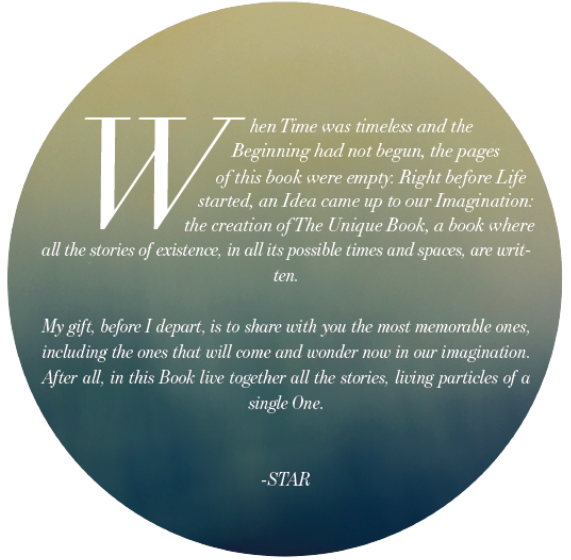 When Time was timeless and the
Beginning had not begun, the pages
of this book were empty. Right before Life
started, an Idea came up to our Imagination:
the creation of The Unique Book, a book where
all the stories of existence, in all its possible times and spaces, are writ-
ten.
My gift, before I depart, is to share with you the most memorable ones,
including the ones that will come and wonder now in our imagination.
After all, in this Book live together all the stories, living particles of a
single One.
-STAR